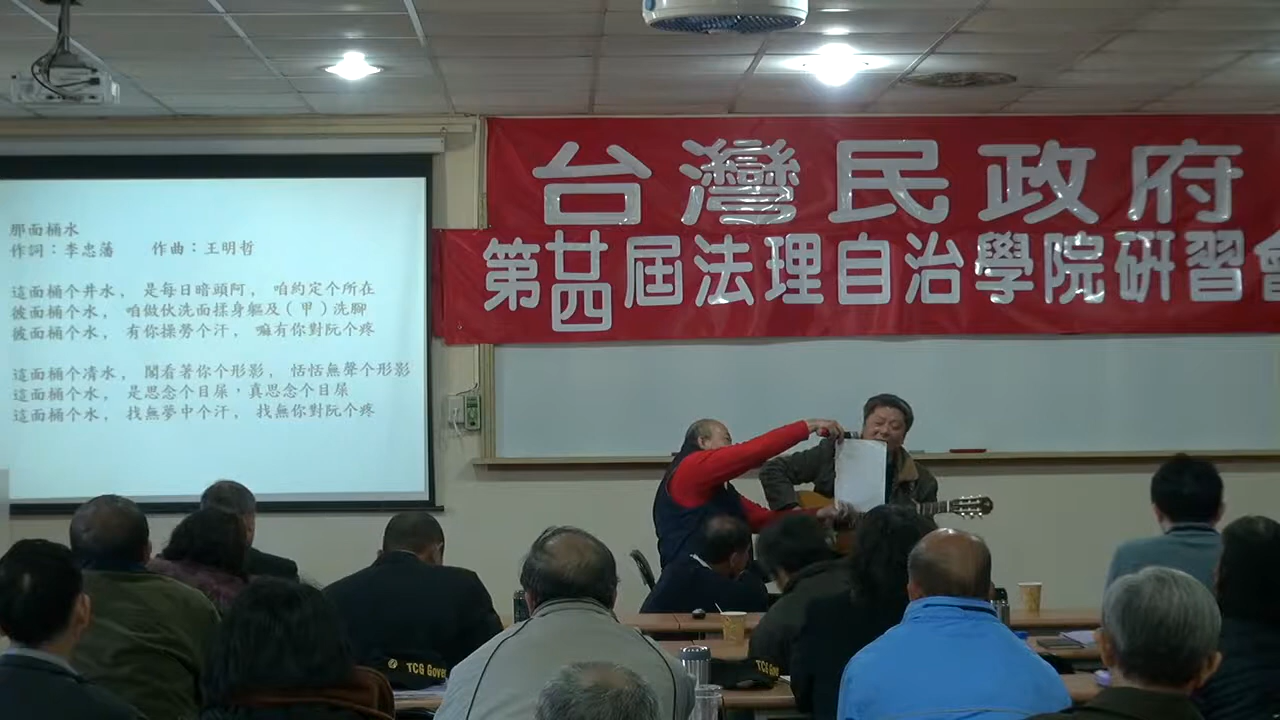 台灣民政府
第廿四屆法理自治學院研習會
那面桶水
作詞：李忠藩　作曲：王明哲
這面桶个井水，是每日暗頭阿，咱約定个所在
彼面桶个水，咱做伙洗面揉身軀及(甲)洗腳
彼面桶个水，有你操勞个汗，嘛有你對阮个疼
這面桶个清水，閣看著你个形影，恬恬無聲个形影
這面桶个水，是思念个目屎，真思念个目屎
這面桶个水，找無夢中个汗，找無你對阮个疼
TCG Gover
TCG